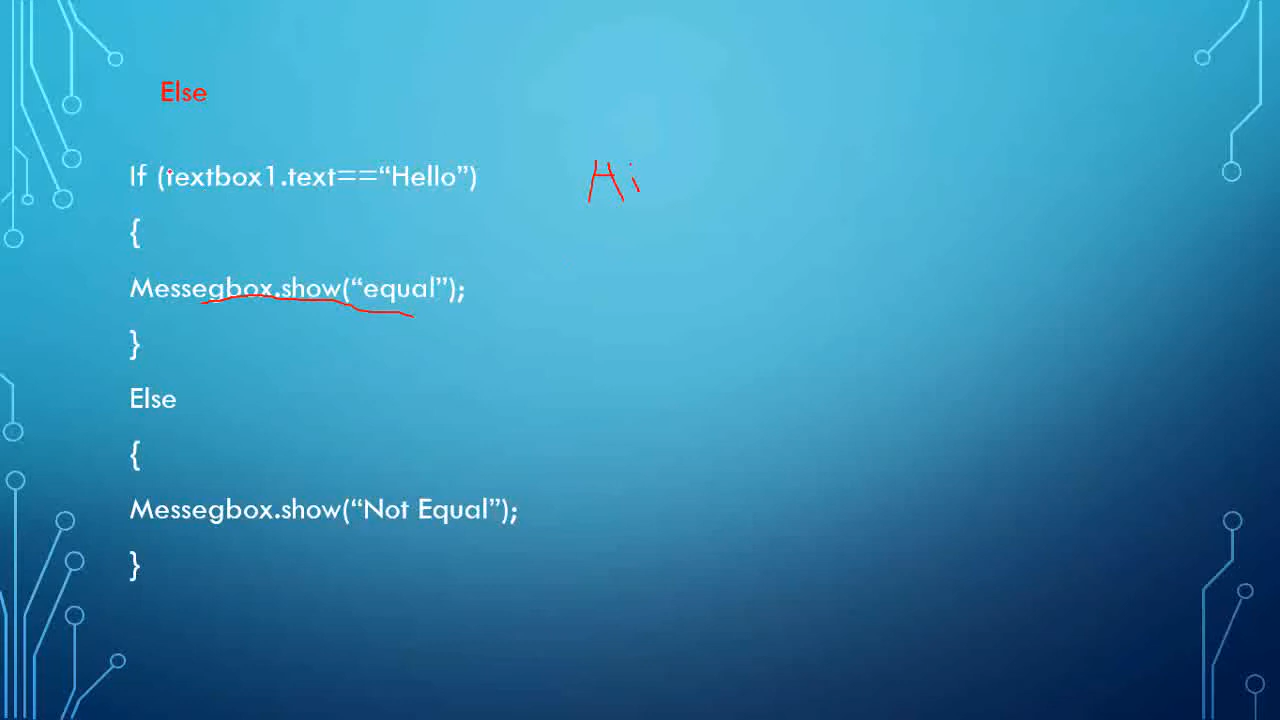 Else
If (textbox1.text==“Hello”) Hi
{
Messegbox.show(“equal”);
}
Else
{
Messegbox.show(“Not Equal”);
}